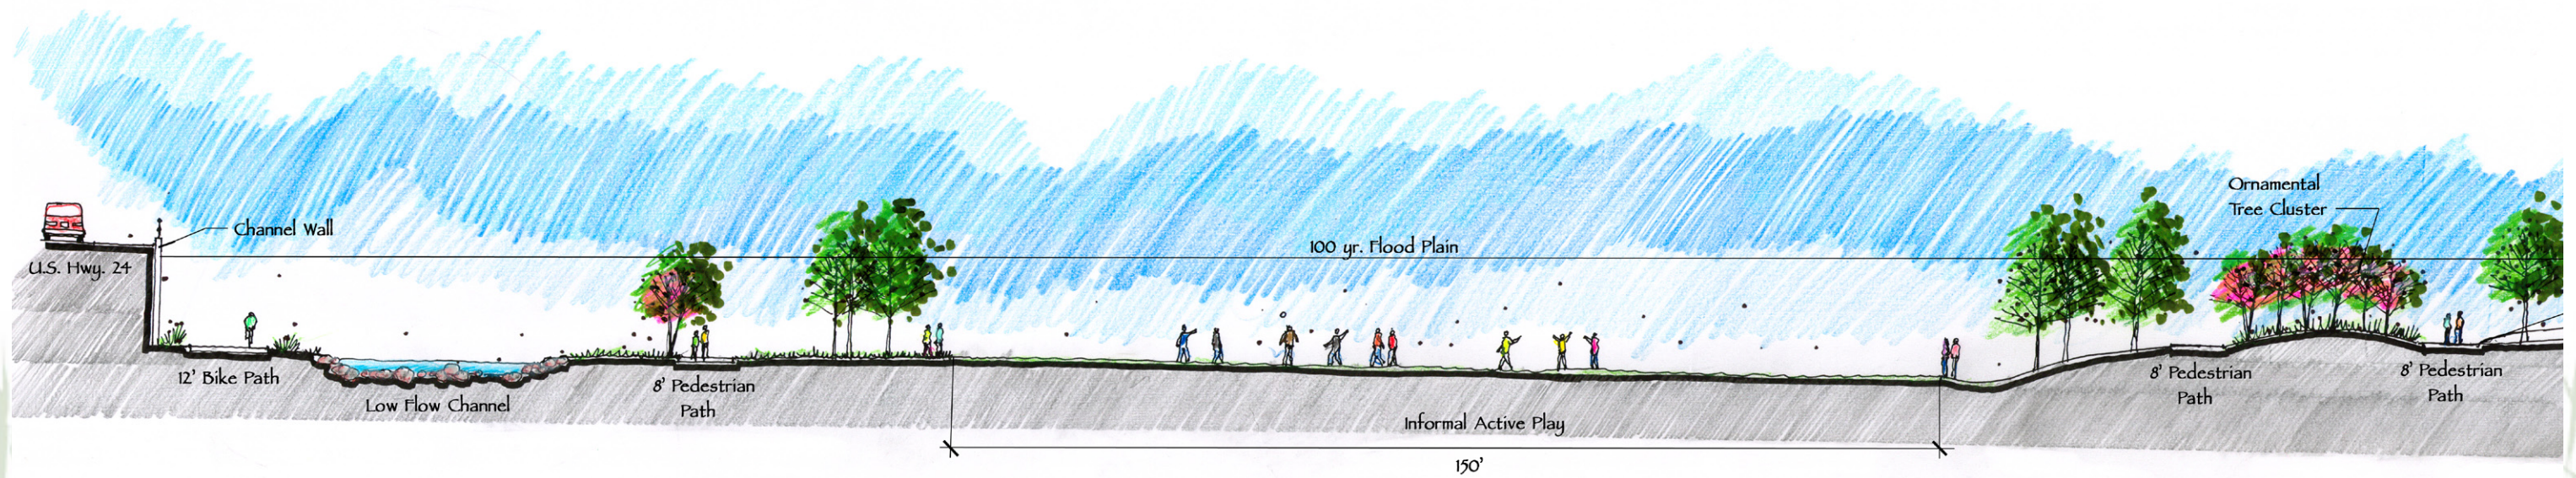 Channel Wall
U.S. Hwy. 24
12' Bike Path
Low Flow Channel
8' Pedestrian
Path
100 yr. Flood Plain
Informal Active Play
150'
Ornamental
Tree Cluster
8' Pedestrian
Path
8' Pedestrian
Path